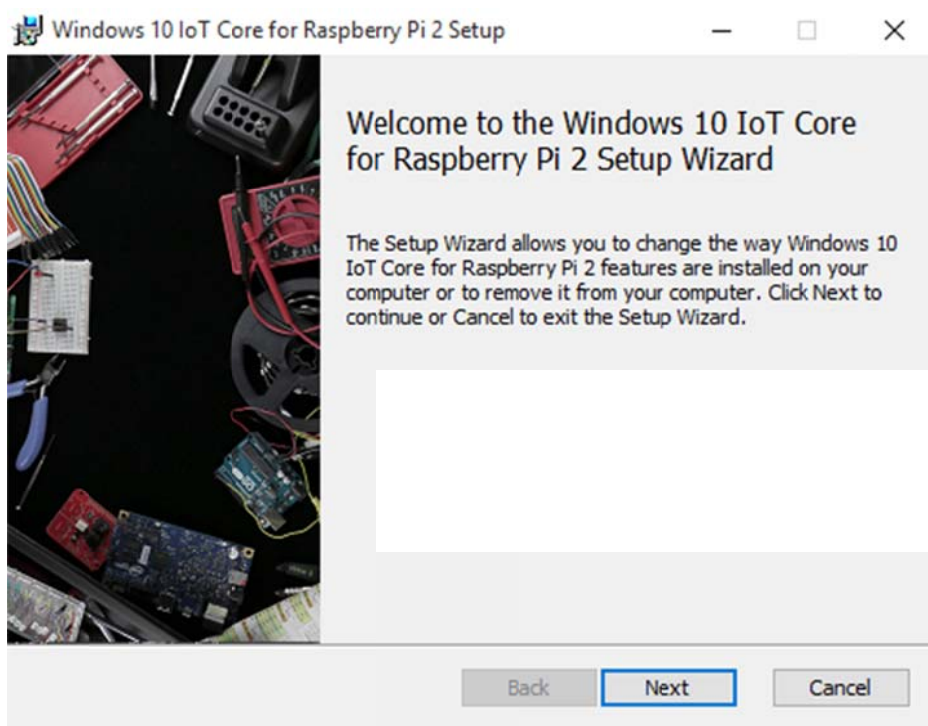 Windows 10 IoT Core for Raspberry Pi 2 Setup
Welcome to the Windows 10 IoT Core
for Raspberry Pi 2 Setup Wizard
The Setup Wizard allows you to change the way Windows 10
IoT Core for Raspberry Pi 2 features are installed on your
computer or to remove it from your computer. Click Next to
continue or Cancel to exit the Setup Wizard.
Back Next Cancel